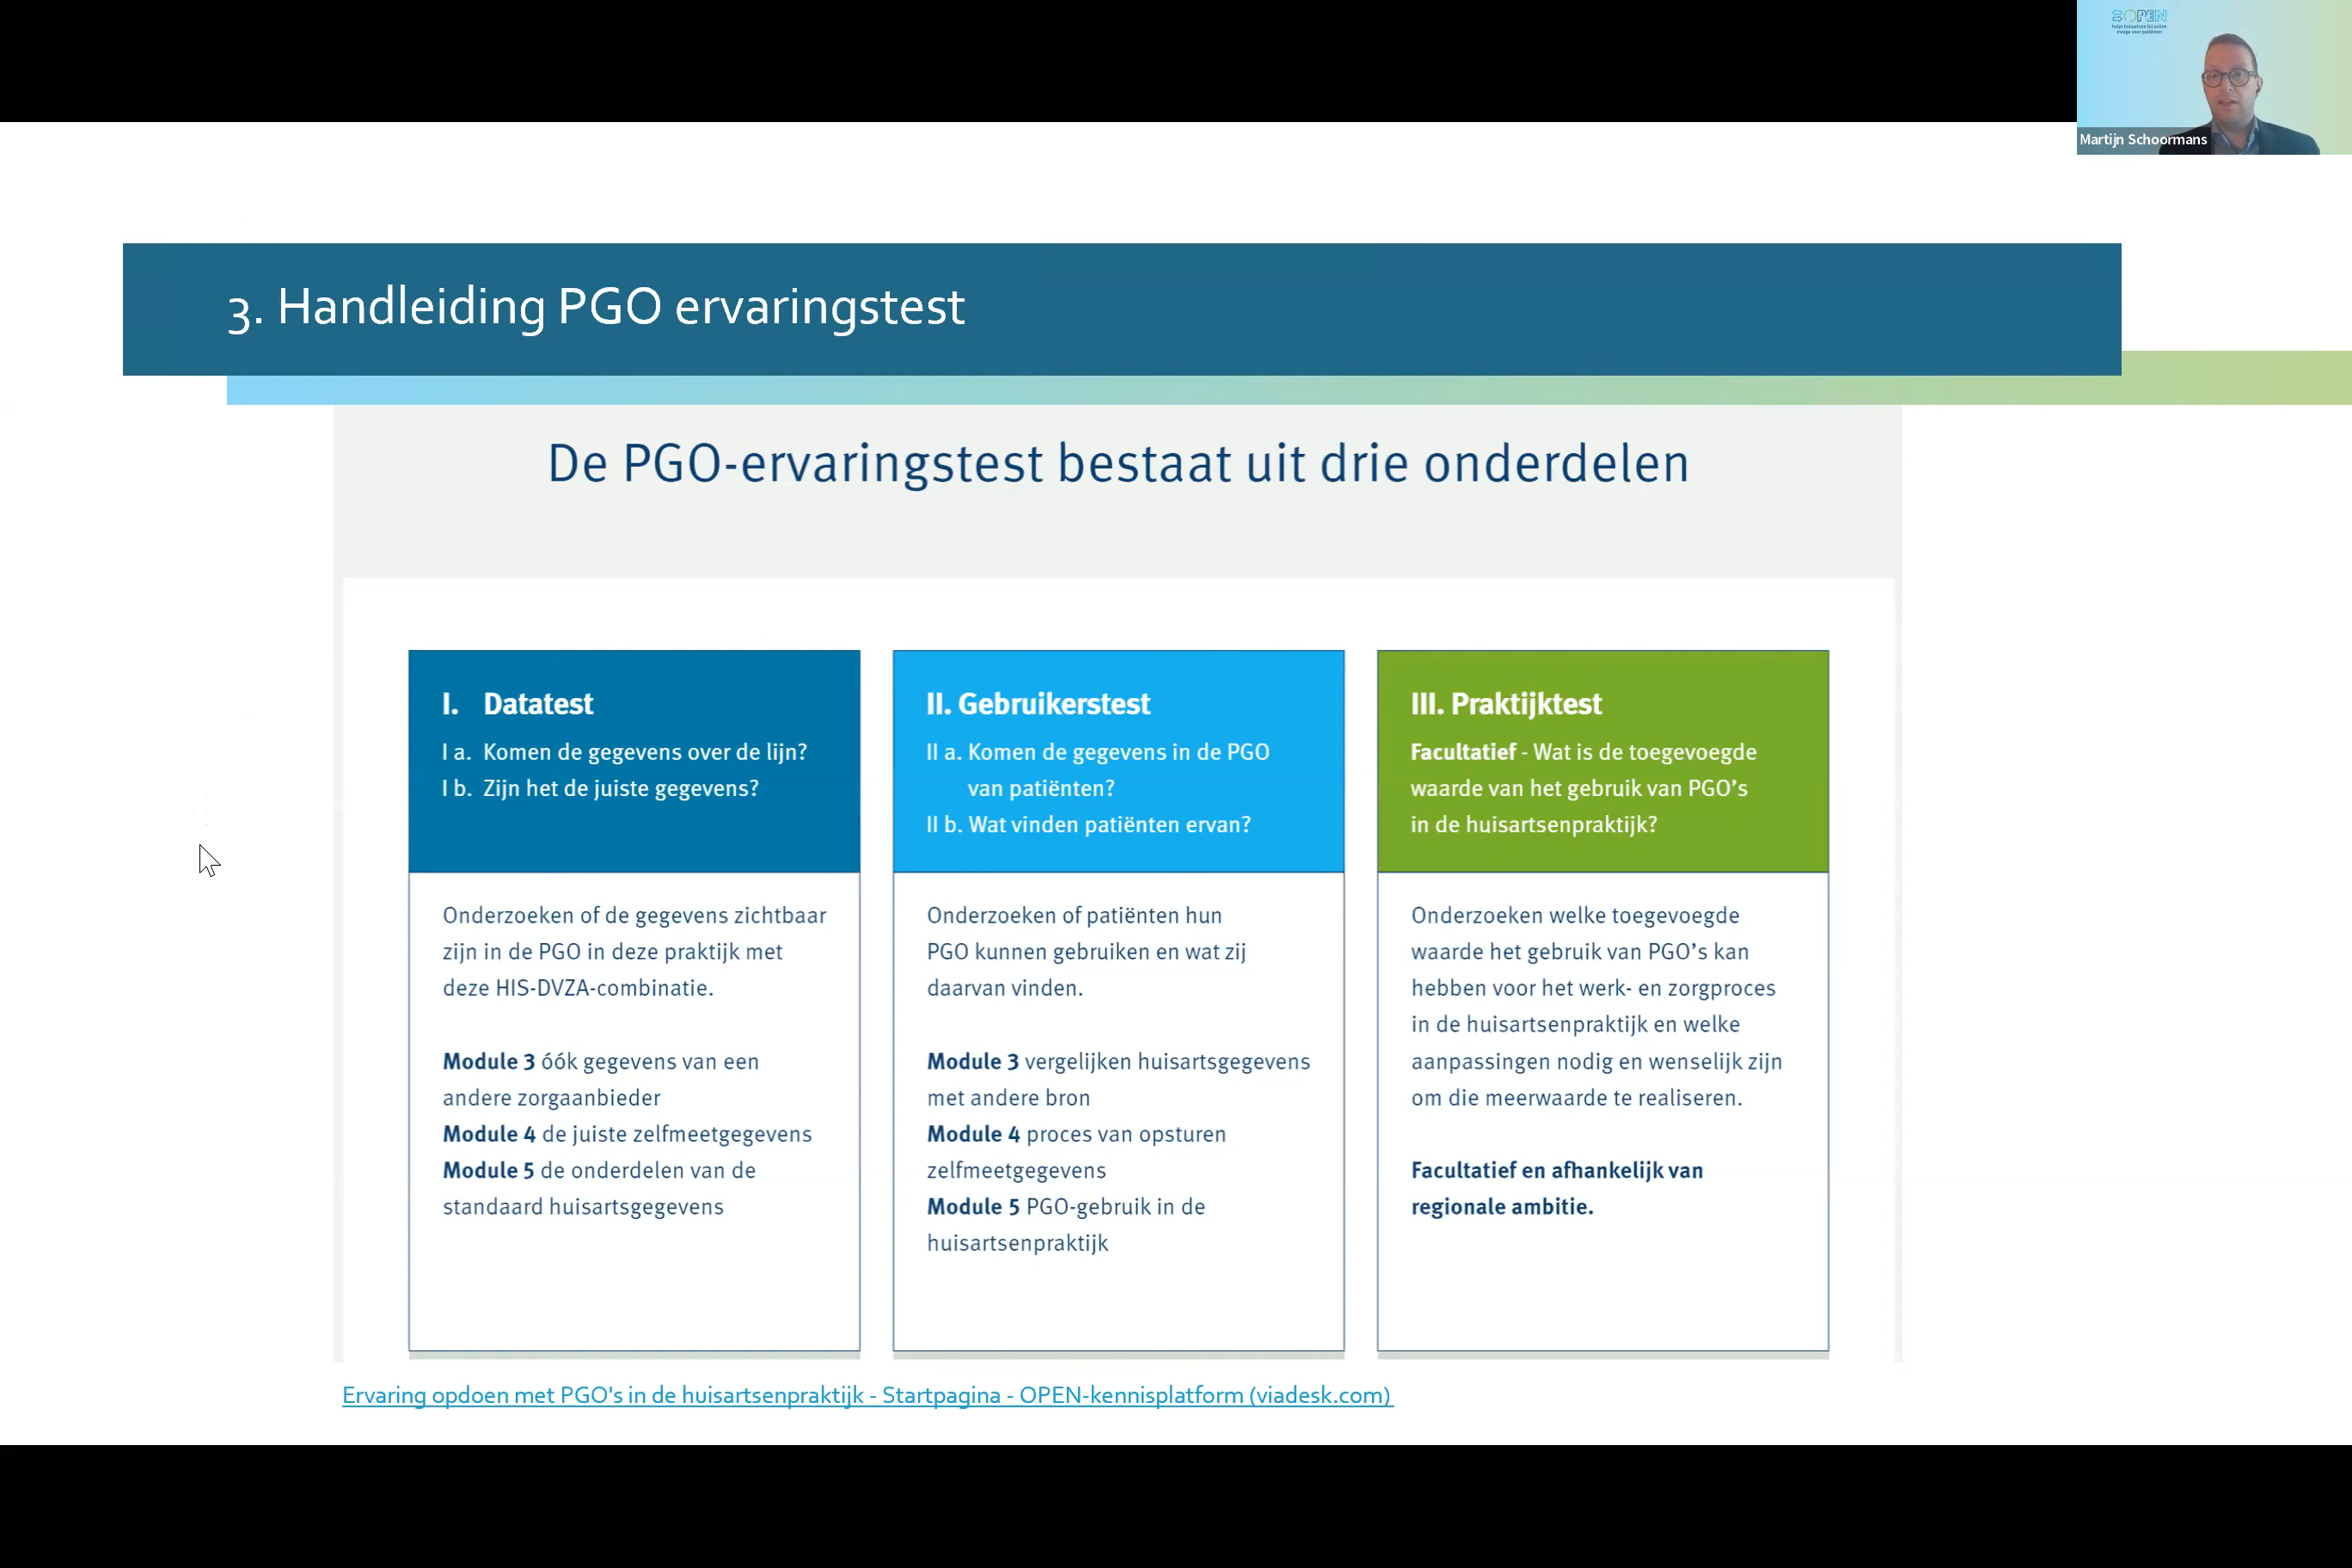 OPEN
helpt huisartsen bij online
inzage voor patiënten
Martijn Schoormans
3. Handleiding PGO ervaringstest
De PGO-ervaringstest bestaat uit drie onderdelen
I. Datatest
I a. Komen de gegevens over de lijn?
I b. Zijn het de juiste gegevens?
Onderzoeken of de gegevens zichtbaar
zijn in de PGO in deze praktijk met
deze HIS-DVZA-combinatie.
Module 3 óók gegevens van een
andere zorgaanbieder
Module 4 de juiste zelfmeetgegevens
Module 5 de onderdelen van de
standaard huisartsgegevens
II. Gebruikerstest
II a. Komen de gegevens in de PGO
van patiënten?
II b. Wat vinden patiënten ervan?
Onderzoeken of patiënten hun
PGO kunnen gebruiken en wat zij
daarvan vinden.
Module 3 vergelijken huisartsgegevens
met andere bron
Module 4 proces van opsturen
zelfmeetgegevens
Module 5 PGO-gebruik in de
huisartsenpraktijk
III. Praktijktest
Facultatief - Wat is de toegevoegde
waarde van het gebruik van PGO's
in de huisartsenpraktijk?
Onderzoeken welke toegevoegde
waarde het gebruik van PGO's kan
hebben voor het werk- en zorgproces
in de huisartsenpraktijk en welke
aanpassingen nodig en wenselijk zijn
om die meerwaarde te realiseren.
Facultatief en afhankelijk van
regionale ambitie.
Ervaring opdoen met PGO's in de huisartsenpraktijk - Startpagina - OPEN-kennisplatform (viadesk.com)